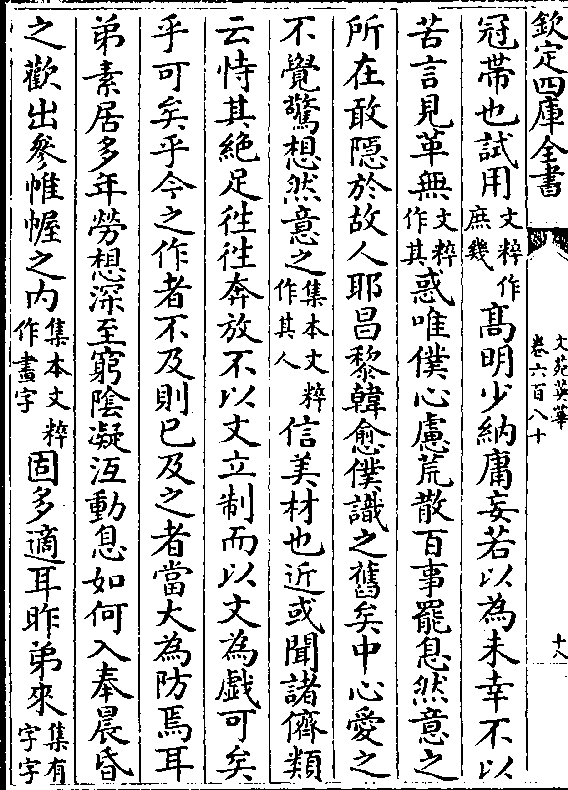 欽定四庫全書
文苑英華
卷六百八十
十八
冠帶也試用文粹作庶幾髙明少納庸妄若以為未幸不以
苦言見革無文粹作其惑唯僕心慮荒散百事罷息然意之
所在敢隱於故人耶昌黎韓愈僕識之舊矣中心愛之
不覺驚想然意之集本文粹作其人信美材也近或聞諸儕類
云恃其絶足徃徃奔放不以文立制而以文為戲可矣
乎可矣乎今之作者不及則已及之者當大為防焉耳
弟素居多年勞想深至窮陰凝沍動息如何入奉晨昏
之歡出參帷幄之内集本文粹作畫字固多適耳昨弟來集有字字